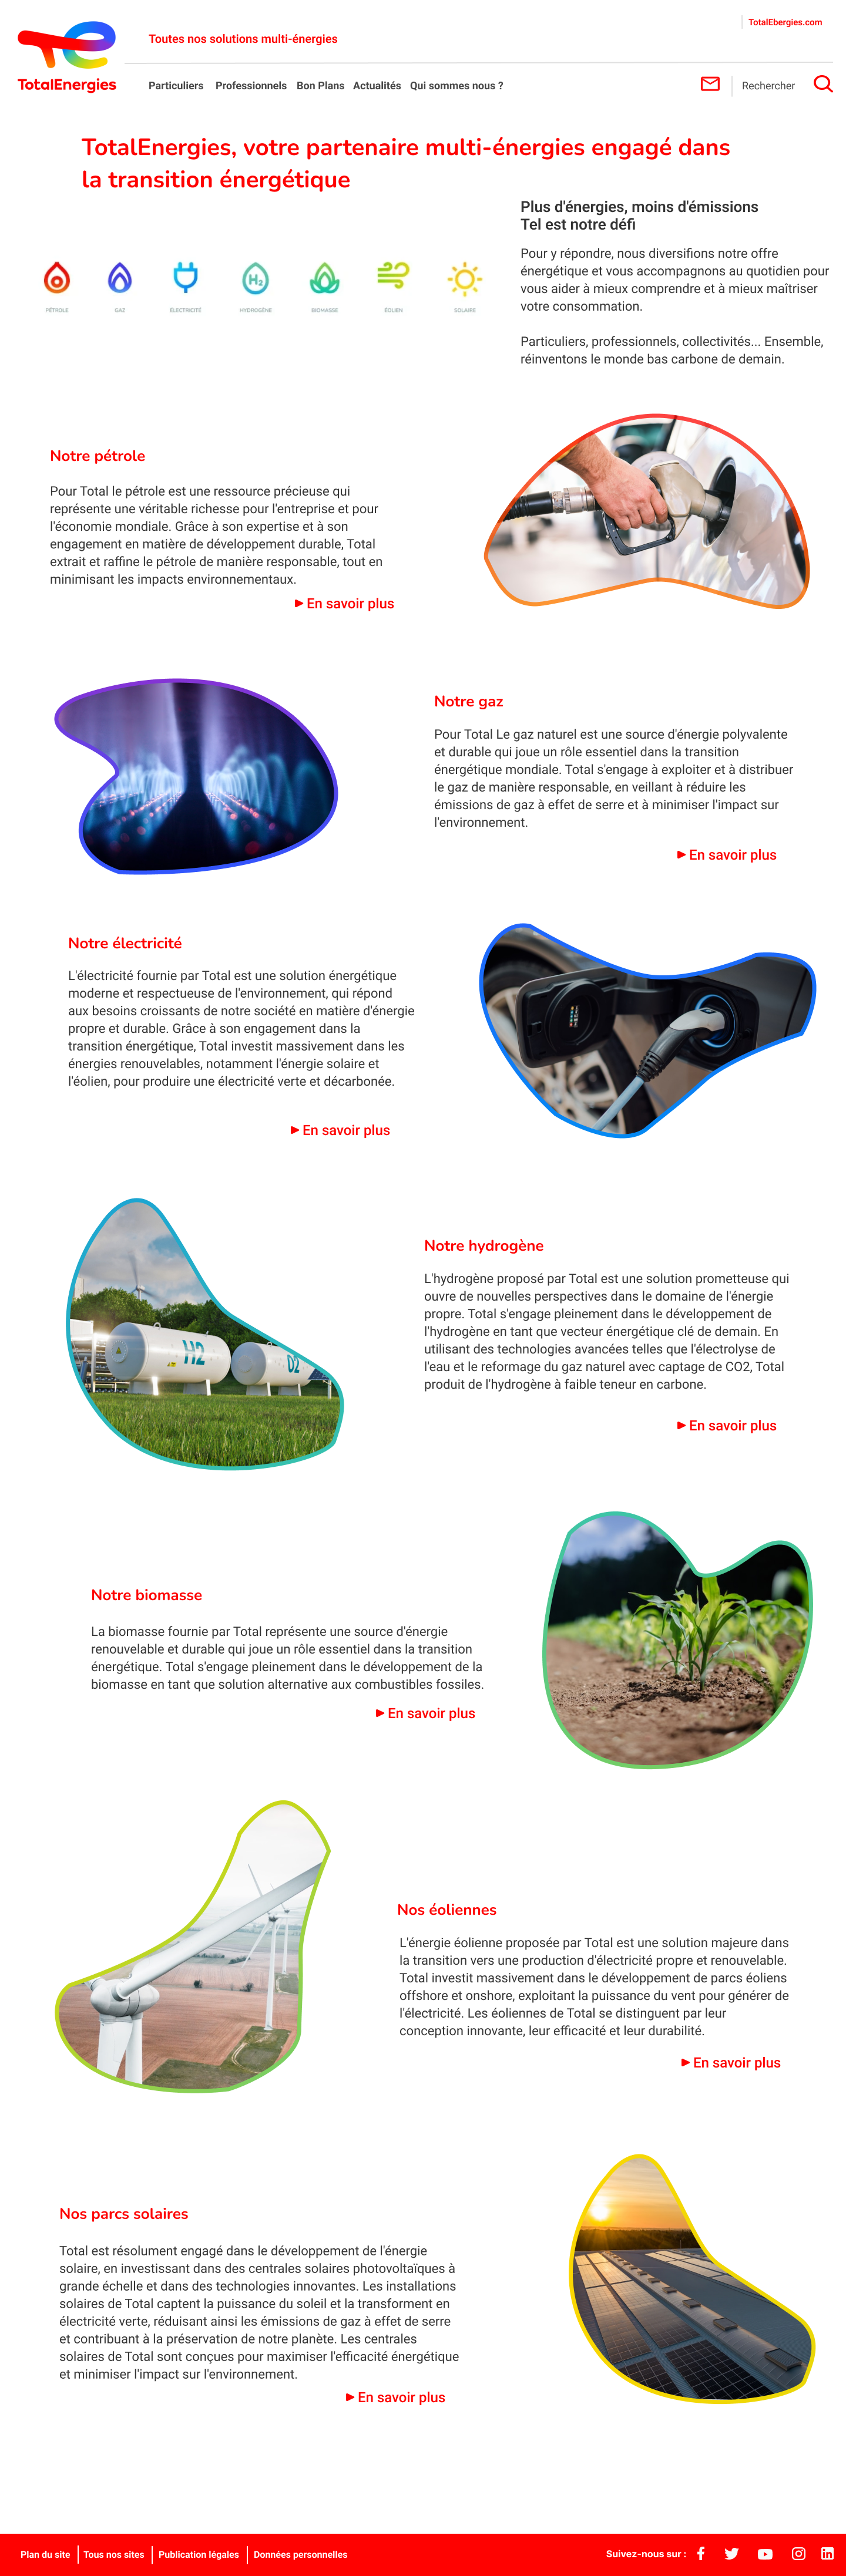 TotalEbergies.com
Toutes nos solutions multi-énergies
TotalEnergies
Particuliers Professionnels Bon Plans Actualités Qui sommes nous ?
Rechercher
TotalEnergies, votre partenaire multi-énergies engagé dans
la transition énergétique
Plus d'énergies, moins d'émissions
Tel est notre défi
Pour y répondre, nous diversifions notre offre
énergétique et vous accompagnons au quotidien pour
vous aider à mieux comprendre et à mieux maîtriser
votre consommation.
Particuliers, professionnels, collectivités... Ensemble,
réinventons le monde bas carbone de demain.
H2
PÉTROLE GAZ ÉLECTRICITÉ HYDROGÈNE BIOMASSE ÉOLIEN SOLAIRE
Notre pétrole
Pour Total le pétrole est une ressource précieuse qui
représente une véritable richesse pour l'entreprise et pour
l'économie mondiale. Grâce à son expertise et à son
engagement en matière de développement durable, Total
extrait et raffine le pétrole de manière responsable, tout en
minimisant les impacts environnementaux.
En savoir plus
Notre gaz
Pour Total Le gaz naturel est une source d'énergie polyvalente
et durable qui joue un rôle essentiel dans la transition
énergétique mondiale. Total s'engage à exploiter et à distribuer
le gaz de manière responsable, en veillant à réduire les
émissions de gaz à effet de serre et à minimiser l'impact sur
l'environnement.
En savoir plus
Notre électricité
L'électricité fournie par Total est une solution énergétique
moderne et respectueuse de l'environnement, qui répond
aux besoins croissants de notre société en matière d'énergie
propre et durable. Grâce à son engagement dans la
transition énergétique, Total investit massivement dans les
énergies renouvelables, notamment l'énergie solaire et
l'éolien, pour produire une électricité verte et décarbonée.
En savoir plus
H2
O2
Notre hydrogène
L'hydrogène proposé par Total est une solution prometteuse qui
ouvre de nouvelles perspectives dans le domaine de l'énergie
propre. Total s'engage pleinement dans le développement de
l'hydrogène en tant que vecteur énergétique clé de demain. En
utilisant des technologies avancées telles que l'électrolyse de
l'eau et le reformage du gaz naturel avec captage de CO2, Total
produit de l'hydrogène à faible teneur en carbone.
En savoir plus
Notre biomasse
La biomasse fournie par Total représente une source d'énergie
renouvelable et durable qui joue un rôle essentiel dans la transition
énergétique. Total s'engage pleinement dans le développement de la
biomasse en tant que solution alternative aux combustibles fossiles.
En savoir plus
Nos éoliennes
L'énergie éolienne proposée par Total est une solution majeure dans
la transition vers une production d'électricité propre et renouvelable.
Total investit massivement dans le développement de parcs éoliens
offshore et onshore, exploitant la puissance du vent pour générer de
l'électricité. Les éoliennes de Total se distinguent par leur
conception innovante, leur efficacité et leur durabilité.
En savoir plus
Nos parcs solaires
Total est résolument engagé dans le développement de l'énergie
solaire, en investissant dans des centrales solaires photovoltaïques à
grande échelle et dans des technologies innovantes. Les installations
solaires de Total captent la puissance du soleil et la transforment en
électricité verte, réduisant ainsi les émissions de gaz à effet de serre
et contribuant à la préservation de notre planète. Les centrales
solaires de Total sont conçues pour maximiser l'efficacité énergétique
et minimiser l'impact sur l'environnement.
En savoir plus
Plan du site Tous nos sites Publication légales Données personnelles Suivez-nous sur :